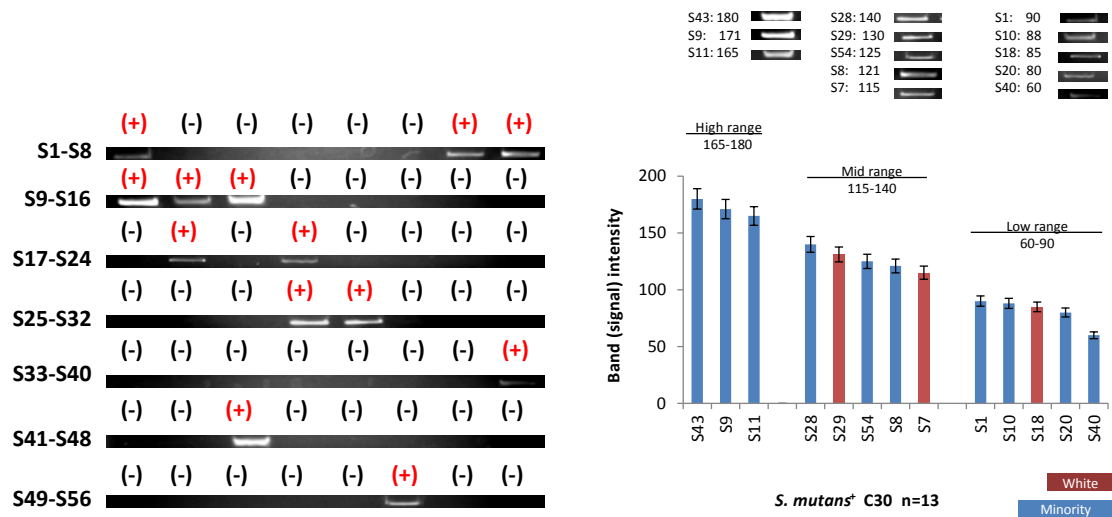 (+) (-) (-) (-) (-) (-) (+) (+)
S1-S8
(+) (+) (+) (-) (-) (-) (-) (-)
S9-S16
(-) (+) (-) (+) (-) (-) (-) (-)
S17-S24
(-) (-) (-) (+) (+) (-) (-) (-)
S25-S32
(-) (-) (-) (-) (-) (-) (-) (+)
S33-S40
(-) (-) (+) (-) (-) (-) (-) (-)
S41-S48
(-) (-) (-) (-) (-) (+) (-) (-)
S49-S56
S43: 180
S9: 171
S11: 165
S28: 140
S29: 130
S54: 125
S8: 121
S7: 115
S1: 90
S10: 88
S18: 85
S20: 80
S40: 60
High range
165-180
Mid range
115-140
Low range
60-90
Band (signal) intensity
200
150
100
50
0
S43 S9 S11 S28 S29 S54 S8 S7 S1 S10 S18 S20 S40
S. mutans⁺ C30 n=13
White
Minority